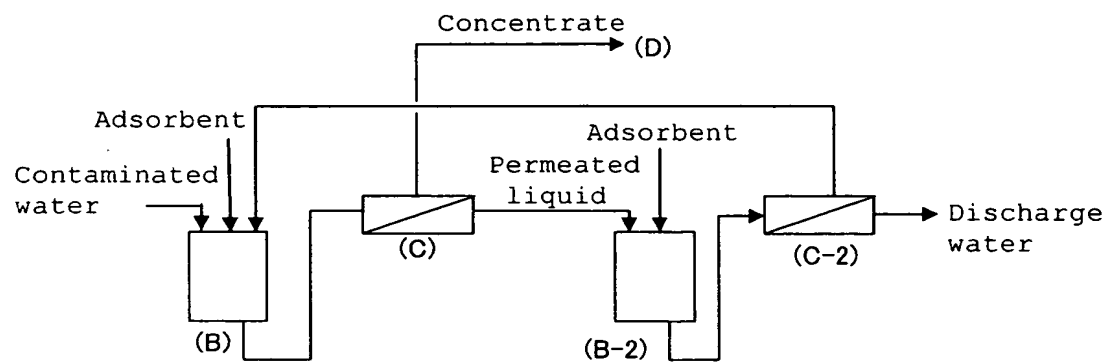 Concentrate
(D)
Adsorbent
Adsorbent
Contaminated
water
Permeated
liquid
Discharge
water
(C)
(C-2)
(B)
(B-2)